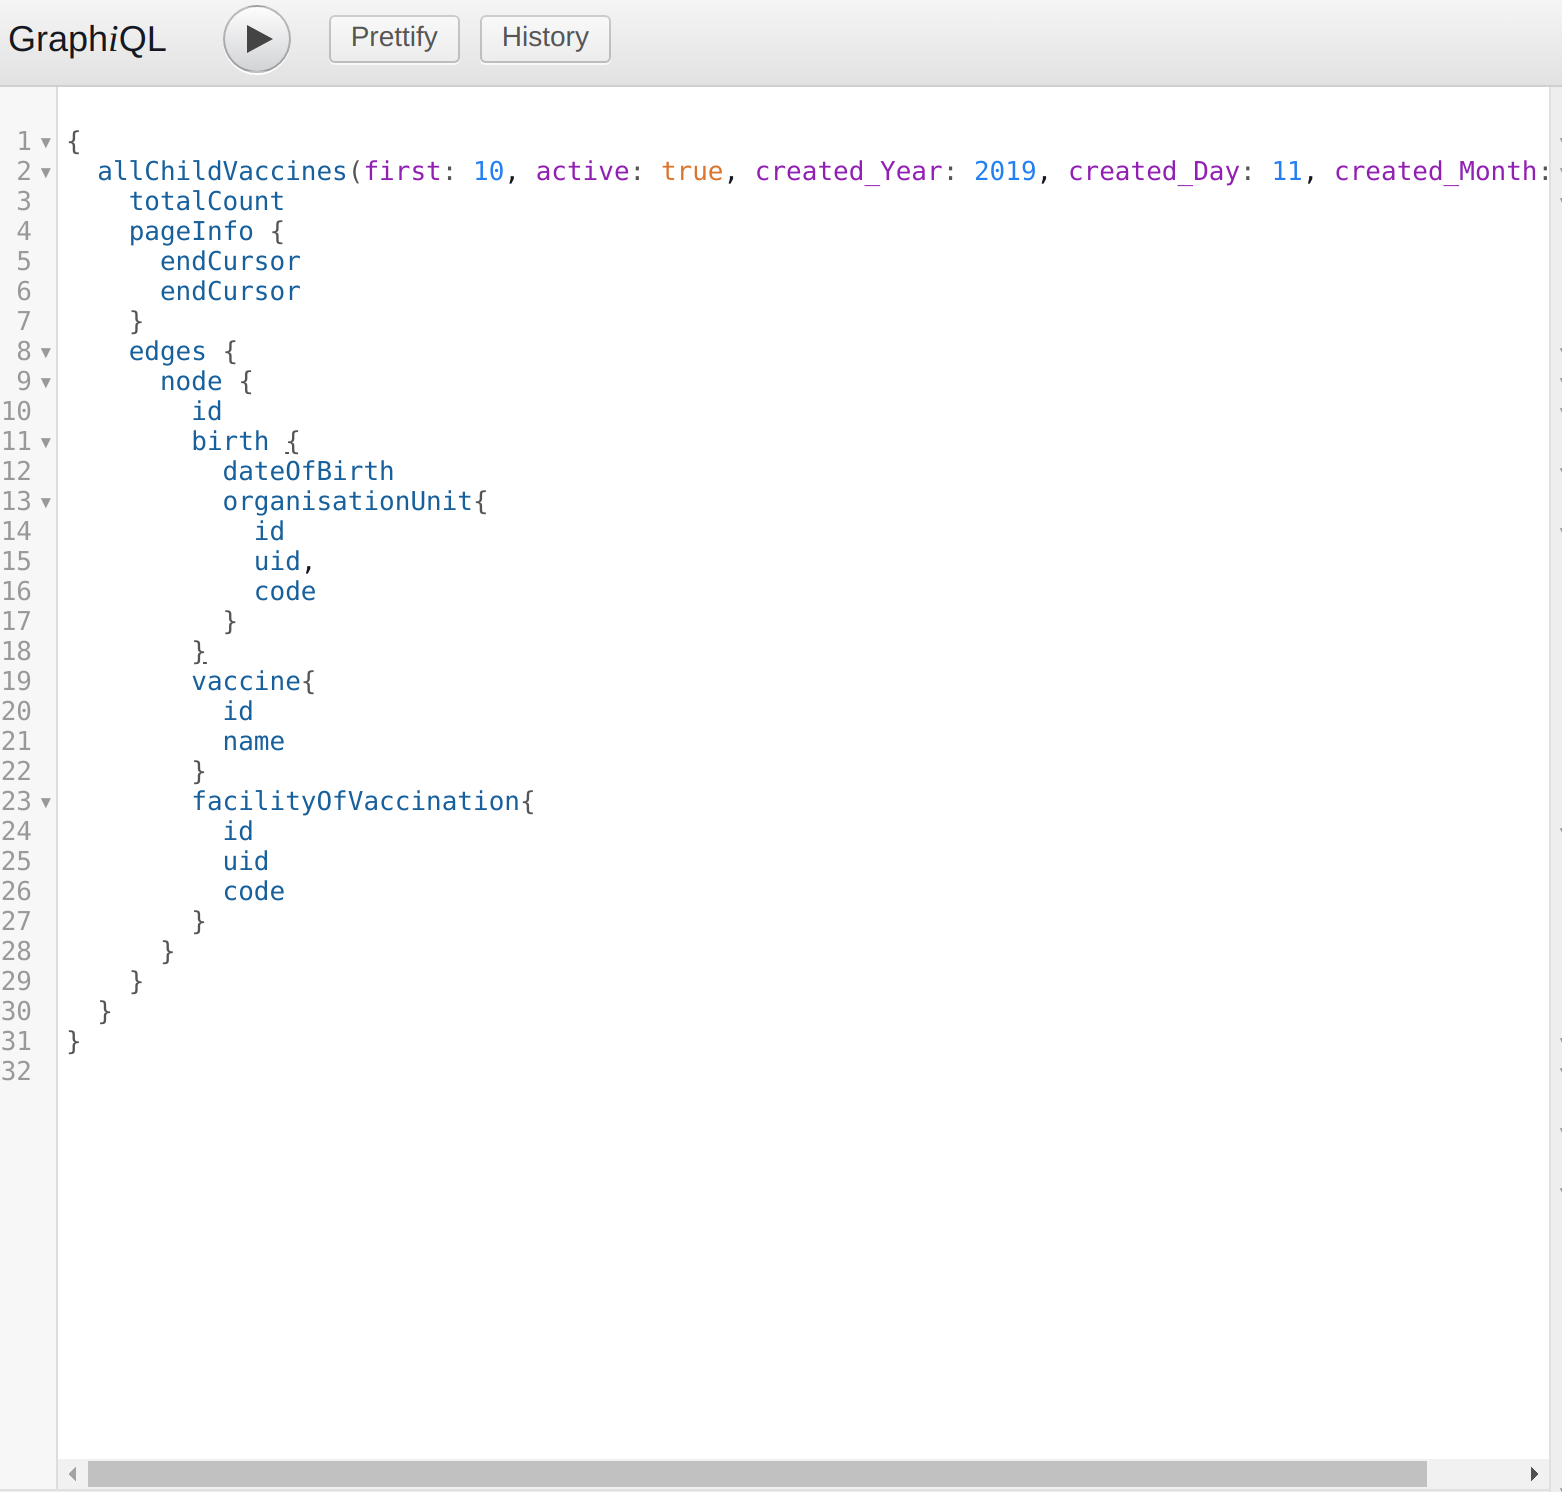 GraphiQL Prettify History
1 {
2 allChildVaccines(first: 10, active: true, created_Year: 2019, created_Day: 11, created_Month:
3 totalCount
4 pageInfo {
5 endCursor
6 endCursor
7 }
8 edges {
9 node {
10 id
11 birth {
12 dateOfBirth
13 organisationUnit{
14 id
15 uid,
16 code
17 }
18 }
19 vaccine{
20 id
21 name
22 }
23 facilityOfVaccination{
24 id
25 uid
26 code
27 }
28 }
29 }
30 }
31 }
32